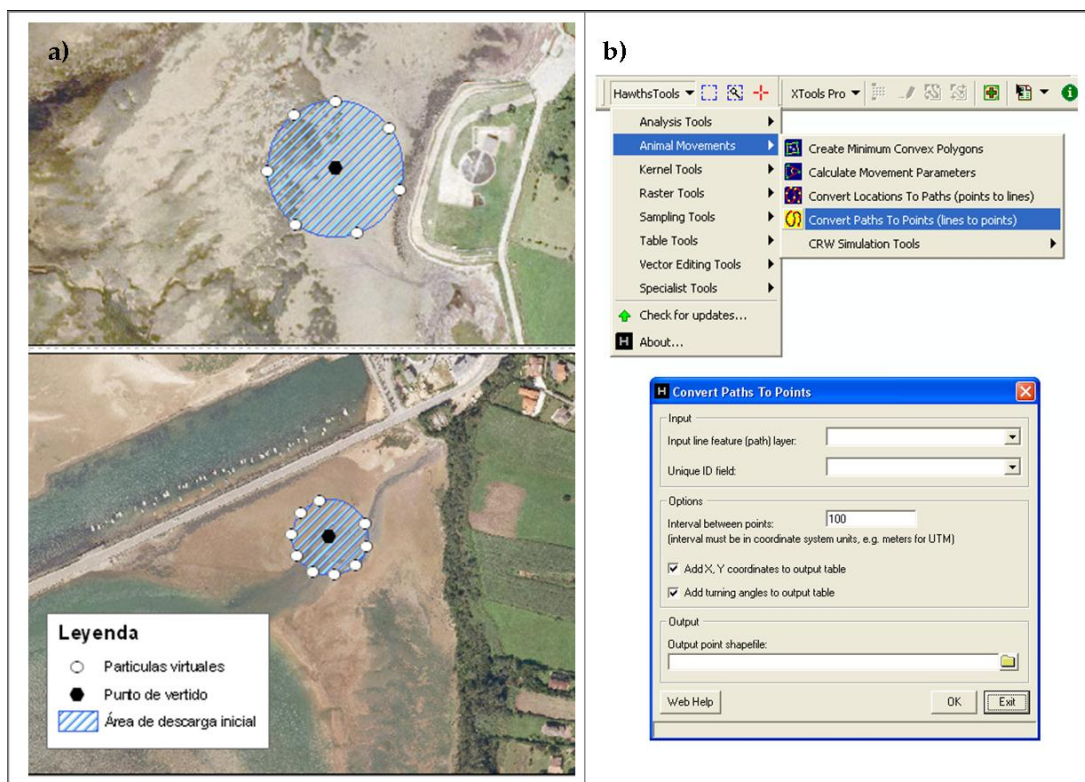 a)
Leyenda
Particulas virtuales
Punto de vertido
Área de descarga inicial
b)
HawthsTools XTools Pro
Analysis Tools
Animal Movements
Kernel Tools
Raster Tools
Sampling Tools
Table Tools
Vector Editing Tools
Specialist Tools
Check for updates...
H About...
Create Minimum Convex Polygons
Calculate Movement Parameters
Convert Locations To Paths (points to lines)
Convert Paths To Points (lines to points)
CRW Simulation Tools
H Convert Paths To Points
Input
Input line feature (path) layer:
Unique ID field:
Options
Interval between points: 100
(interval must be in coordinate system units, e.g. meters for UTM)
Add X, Y coordinates to output table
Add turning angles to output table
Output
Output point shapefile:
Web Help OK Exit